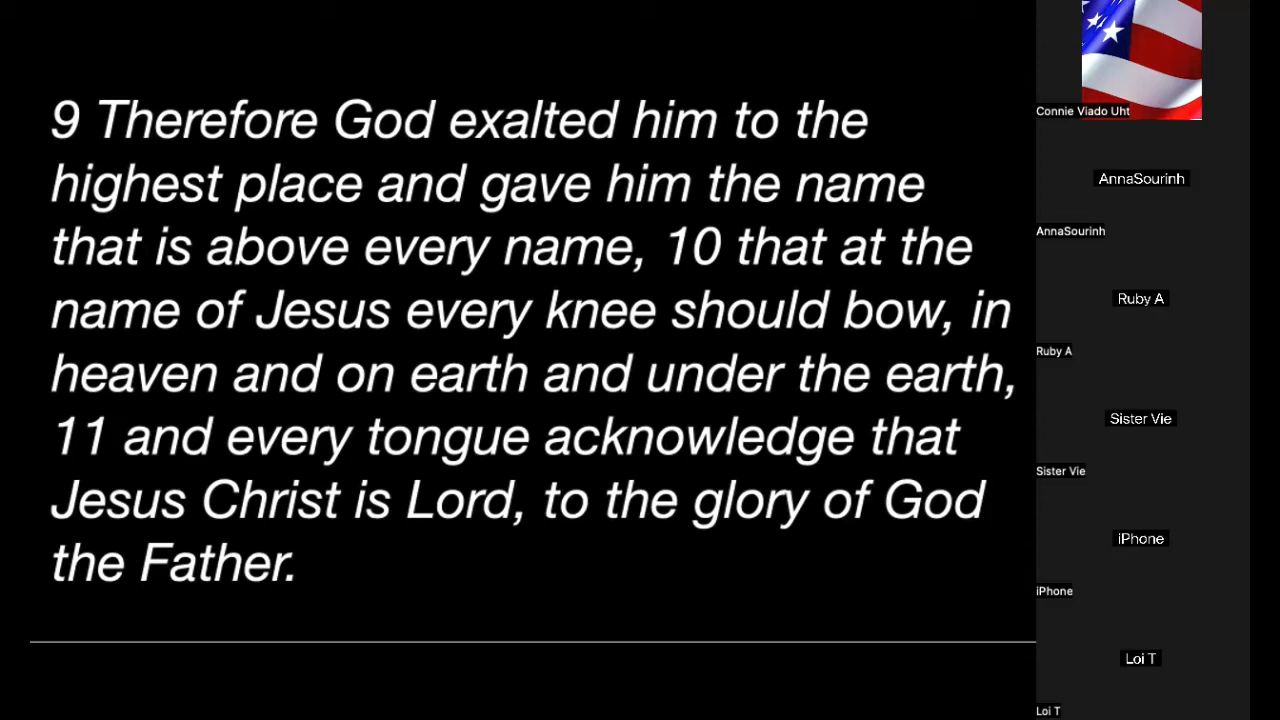 9 Therefore God exalted him to the
highest place and gave him the name
that is above every name, 10 that at the
name of Jesus every knee should bow, in
heaven and on earth and under the earth,
11 and every tongue acknowledge that
Jesus Christ is Lord, to the glory of God
the Father.
Connie Viado Uht
AnnaSourinh
AnnaSourinh
Ruby A
Ruby A
Sister Vie
Sister Vie
iPhone
iPhone
Loi T
Loi T